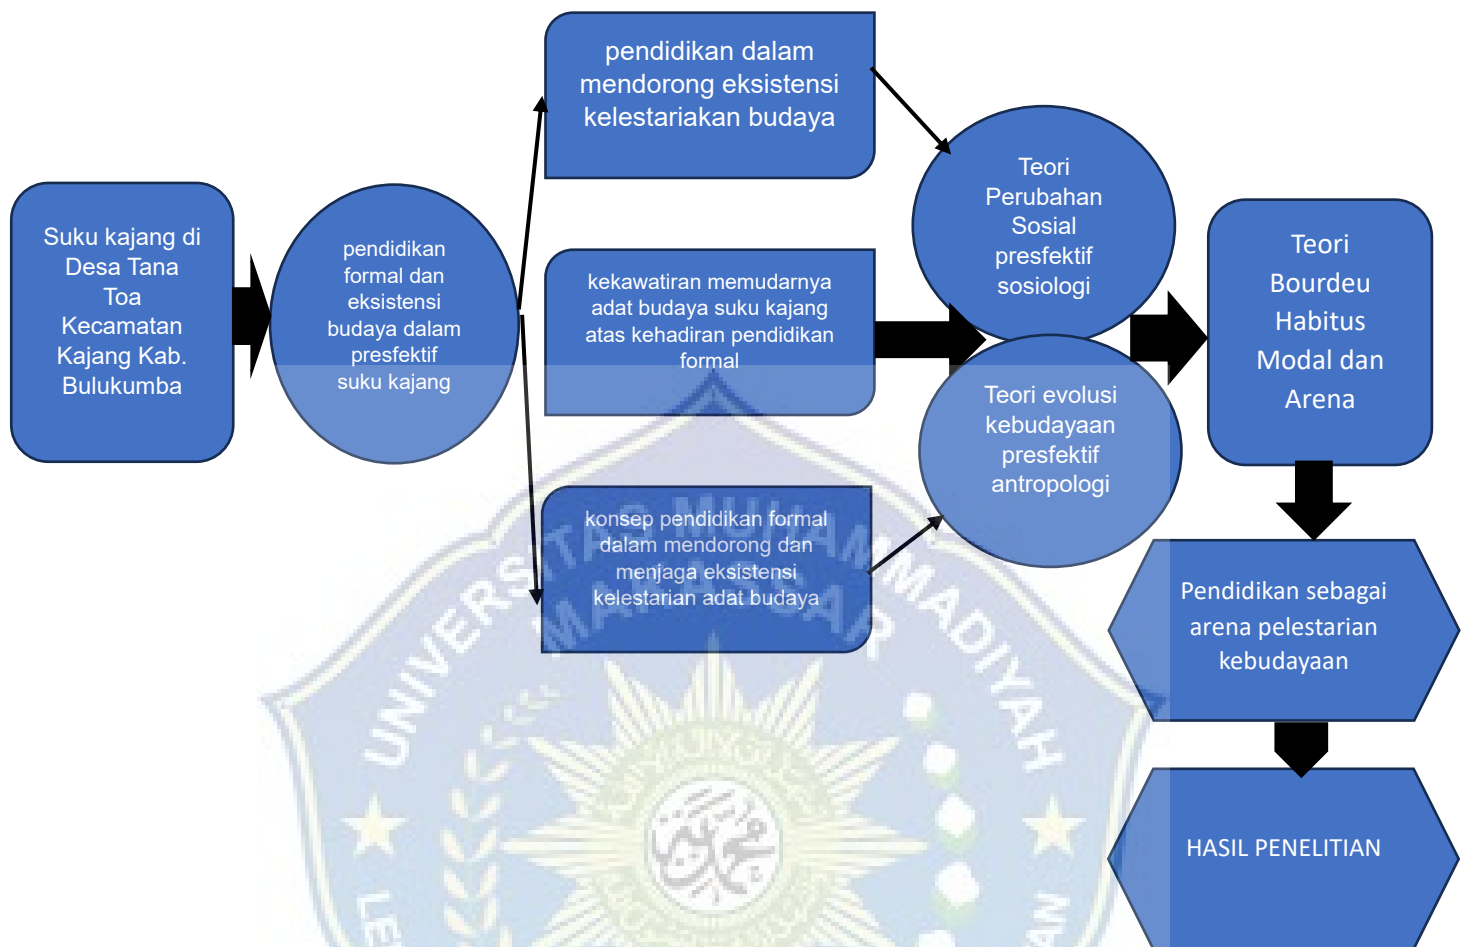 Suku kajang di
Desa Tana
Toa
Kecamatan
Kajang Kab.
Bulukumba
pendidikan
formal dan
eksistensi
budaya dalam
presfektif
suku kajang
pendidikan dalam
mendorong eksistensi
kelestariakan budaya
kekawatiran memudarnya
adat budaya suku kajang
atas kehadiran pendidikan
formal
konsep pendidikan formal
dalam mendorong dan
menjaga eksistensi
kelestarian adat budaya
Teori
Perubahan
Sosial
presfektif
sosiologi
Teori evolusi
kebudayaan
presfektif
antropologi
Teori
Bourdeu
Habitus
Modal dan
Arena
Pendidikan sebagai
arena pelestarian
kebudayaan
HASIL PENELITIAN
UNIVERSITAS MUHAMMADIYAH
MAKASSAR